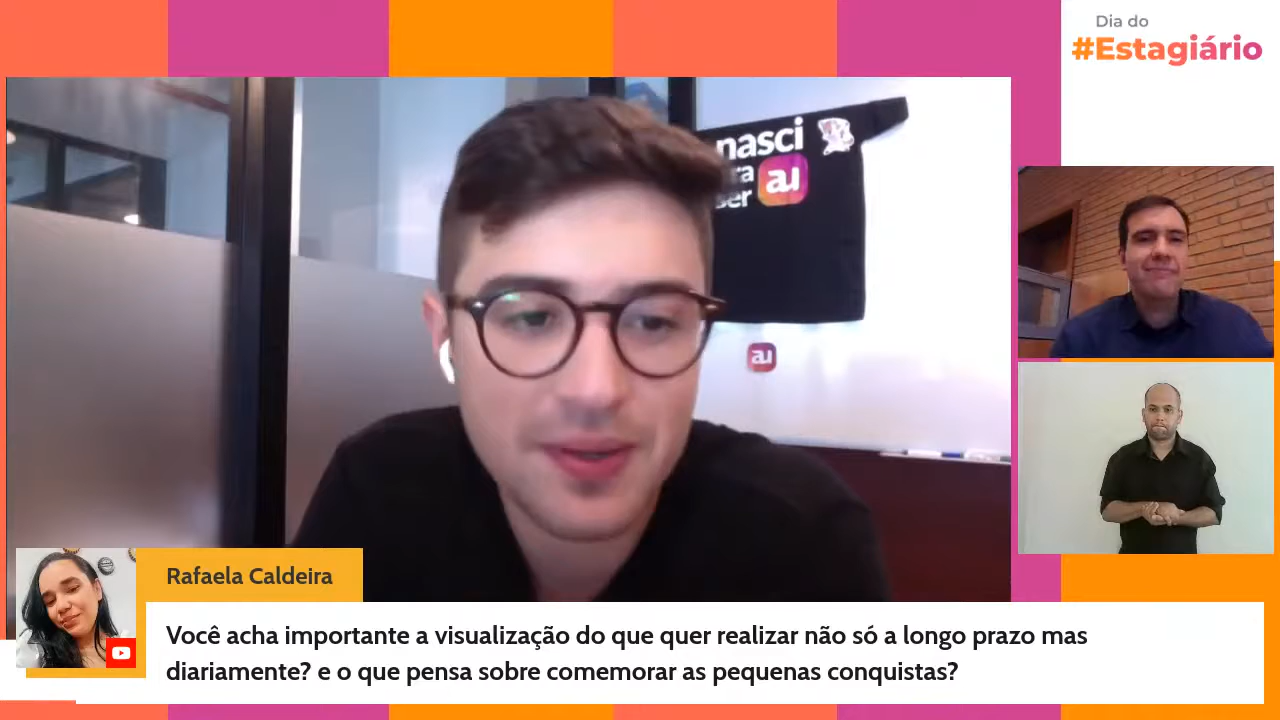 Dia do
#Estagiário
nasci
ra
ser
au
au
Rafaela Caldeira
Você acha importante a visualização do que quer realizar não só a longo prazo mas
diariamente? e o que pensa sobre comemorar as pequenas conquistas?